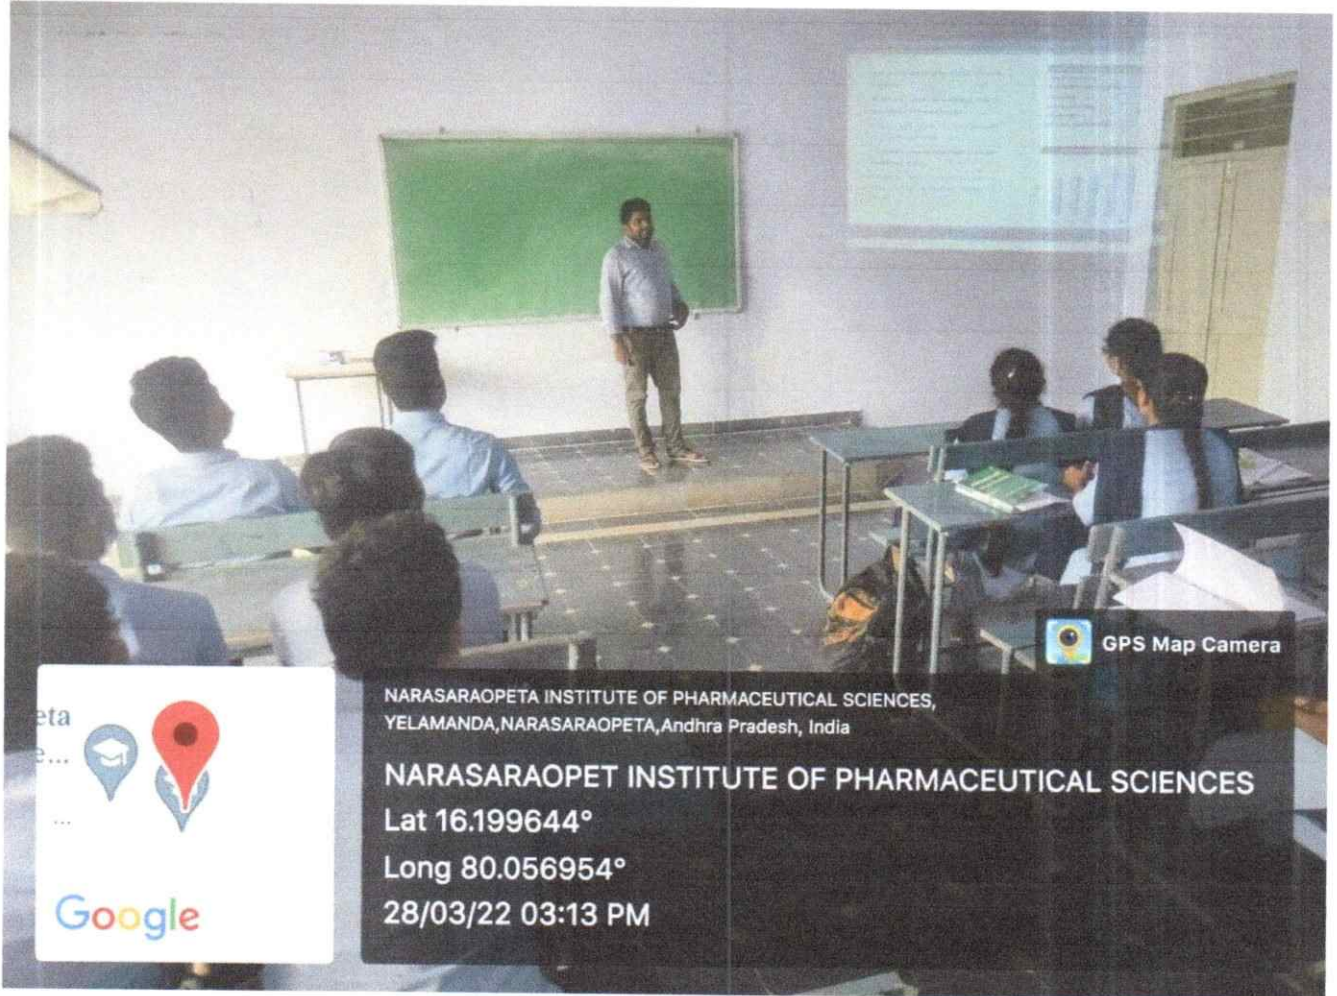 GPS Map Camera
NARASARAOPETA INSTITUTE OF PHARMACEUTICAL SCIENCES,
YELAMANDA,NARASARAOPETA,Andhra Pradesh, India
NARASARAOPET INSTITUTE OF PHARMACEUTICAL SCIENCES
Lat 16.199644°
Long 80.056954°
28/03/22 03:13 PM
eta
e...
...
Google